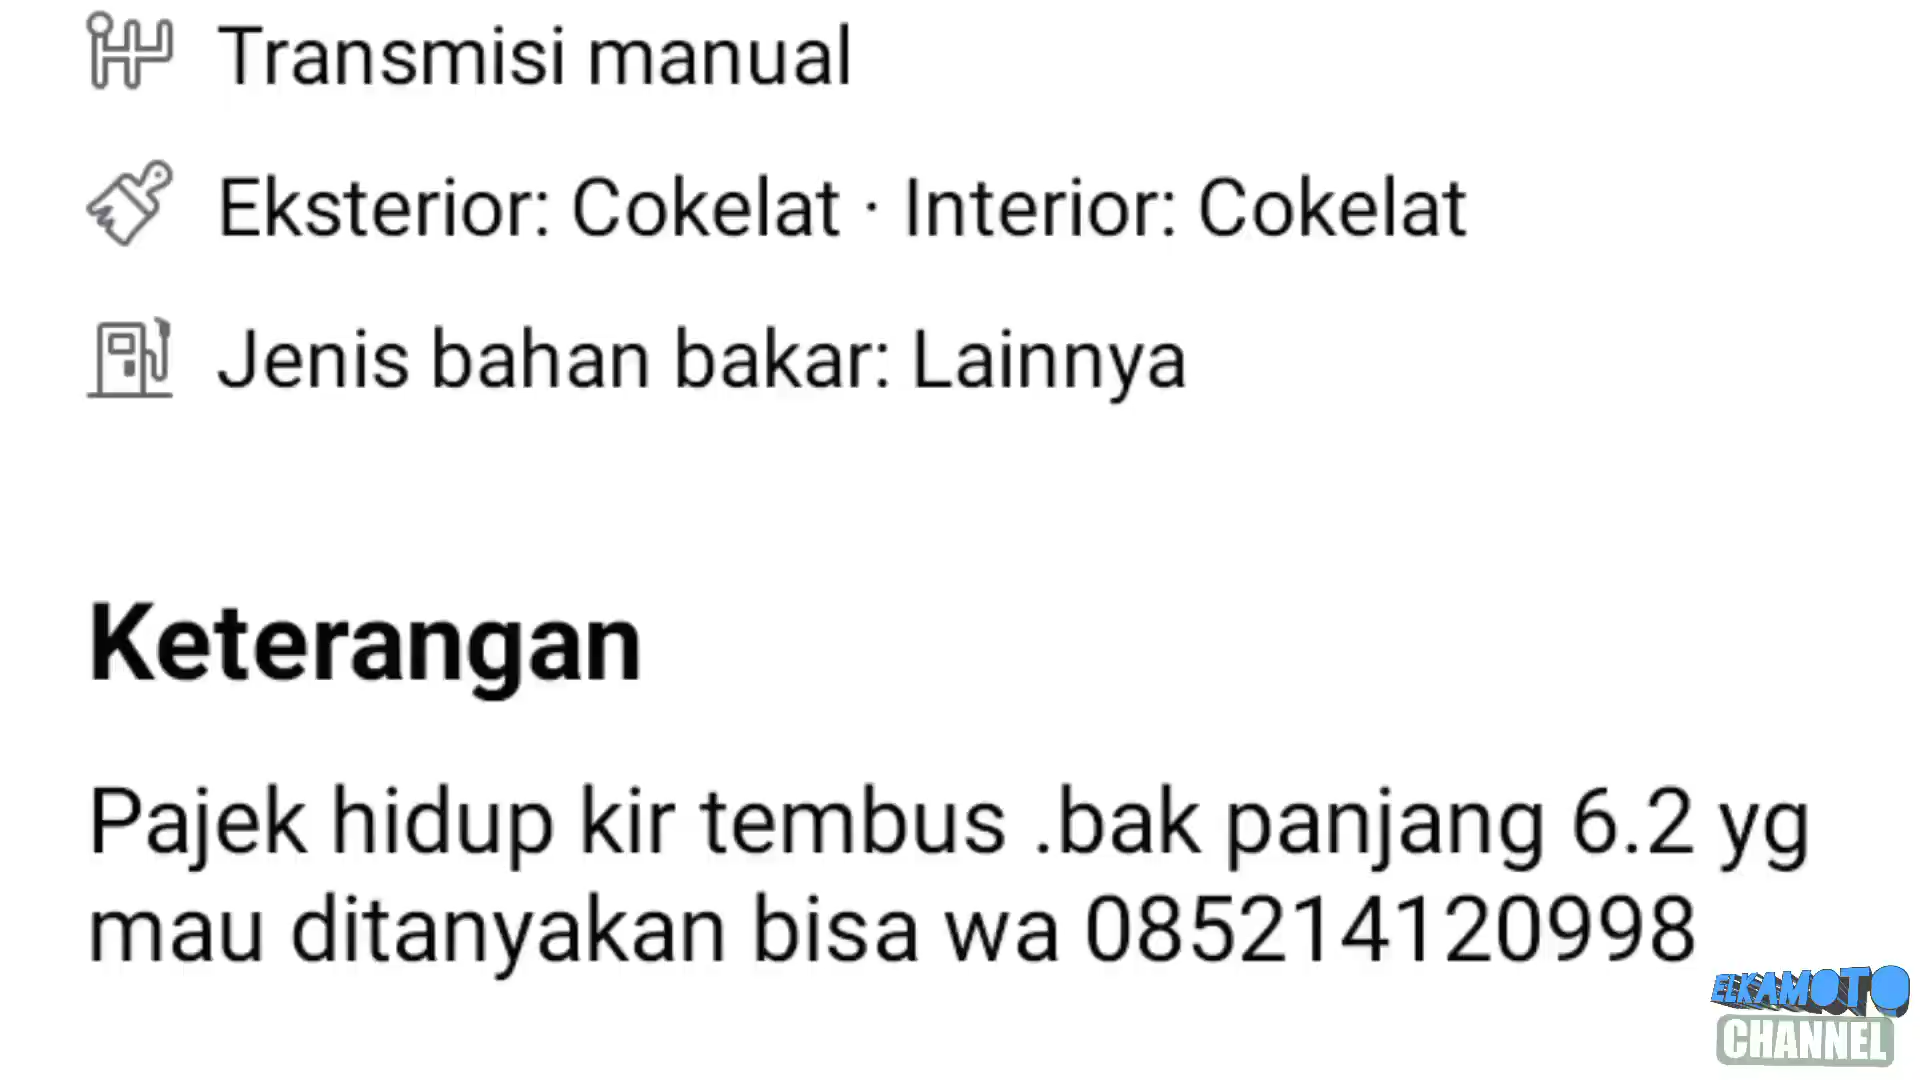 Transmisi manual
Eksterior: Cokelat · Interior: Cokelat
Jenis bahan bakar: Lainnya
Keterangan
Pajek hidup kir tembus .bak panjang 6.2 yg
mau ditanyakan bisa wa 085214120998
ELKAMOTO
CHANNEL